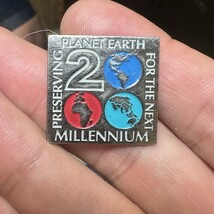 PRESERVING
PLANET EARTH
2
FOR THE NEXT
MILLENNIUM